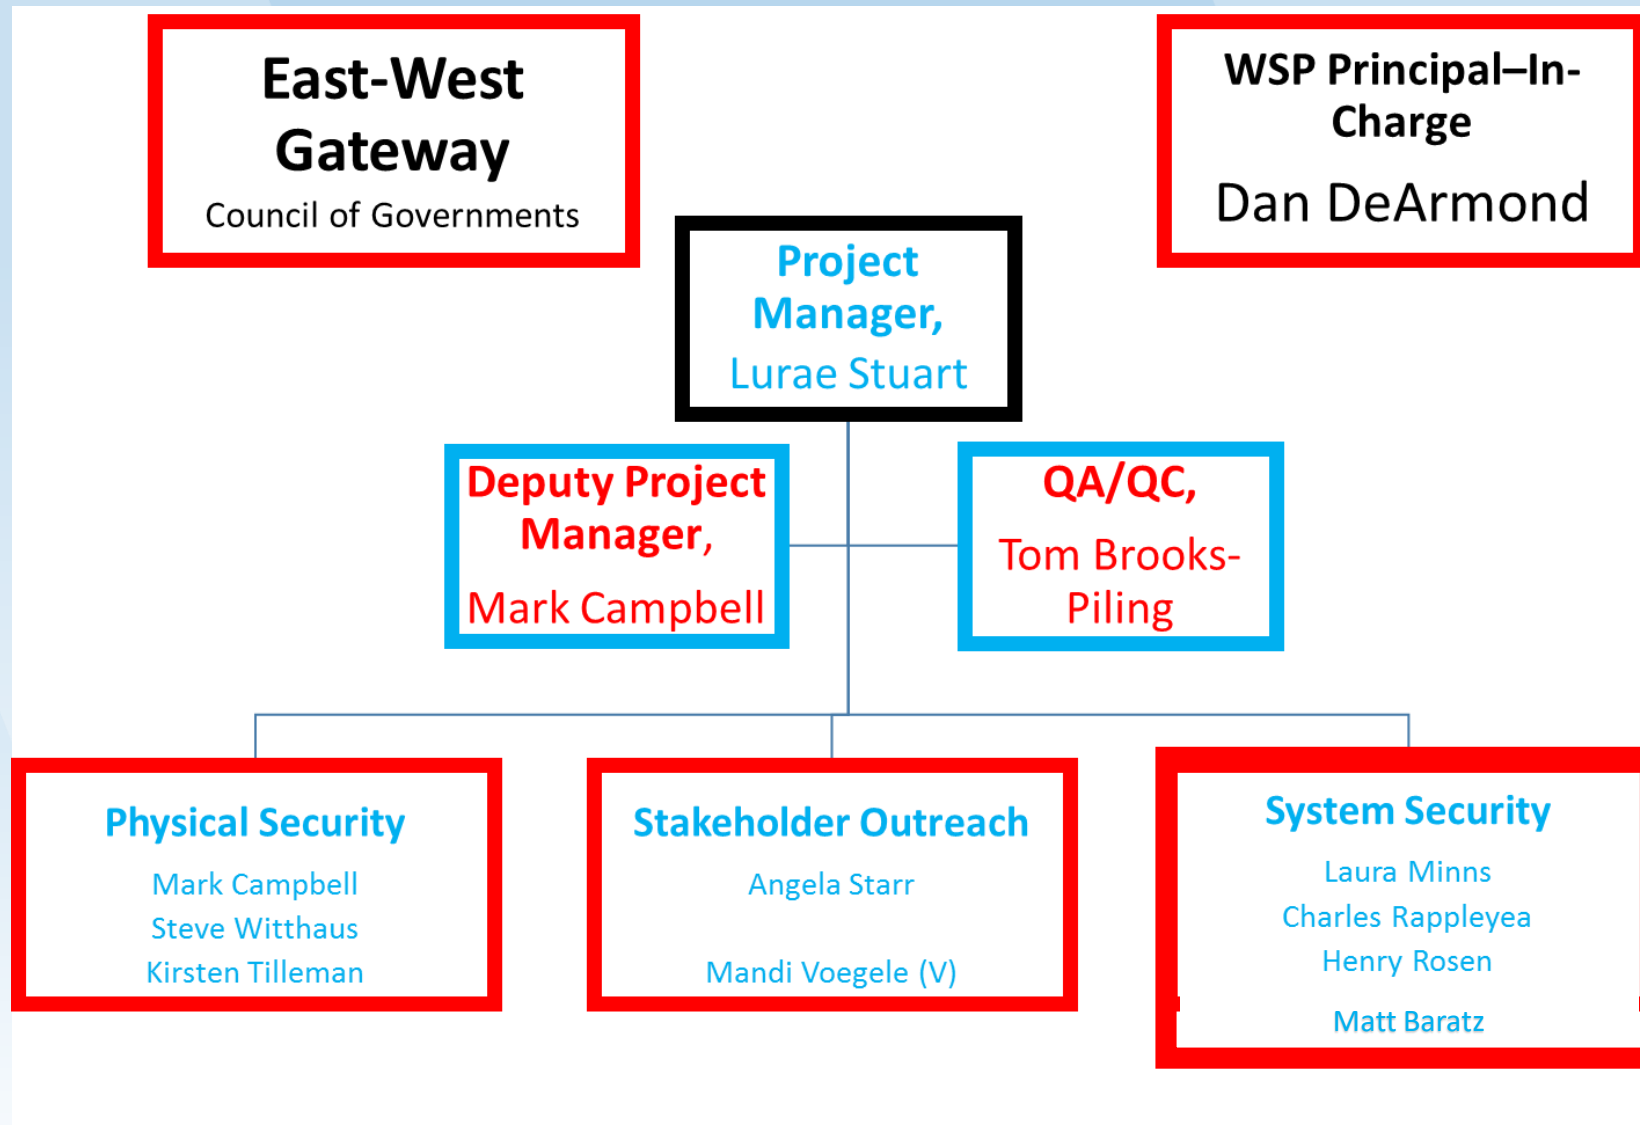 East-West
Gateway
Council of Governments
WSP Principal–In-
Charge
Dan DeArmond
Project
Manager,
Lurae Stuart
Deputy Project
Manager,
Mark Campbell
QA/QC,
Tom Brooks-
Piling
Physical Security
Mark Campbell
Steve Witthaus
Kirsten Tilleman
Stakeholder Outreach
Angela Starr
Mandi Voegele (V)
System Security
Laura Minns
Charles Rappleyea
Henry Rosen
Matt Baratz